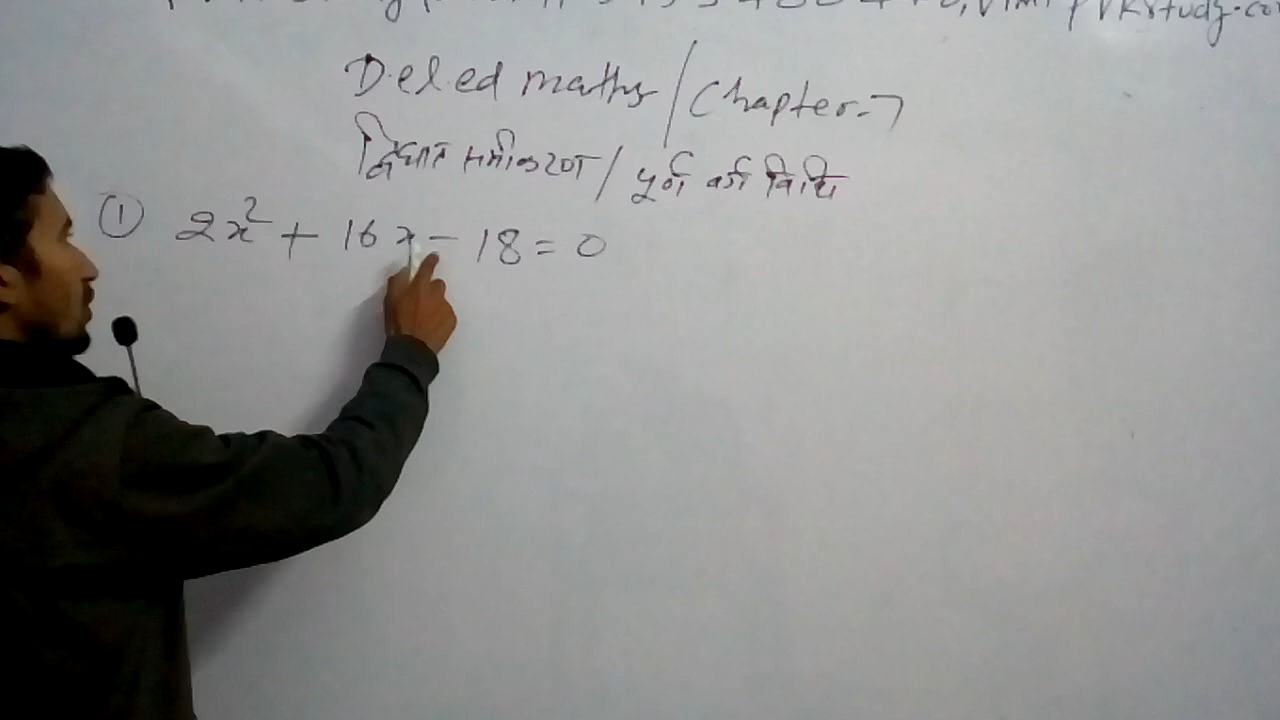 D.el.ed maths / Chapter-7
द्विघात समीकरण / पूर्ण वर्ग विधि
① 2x² + 16x - 18 = 0